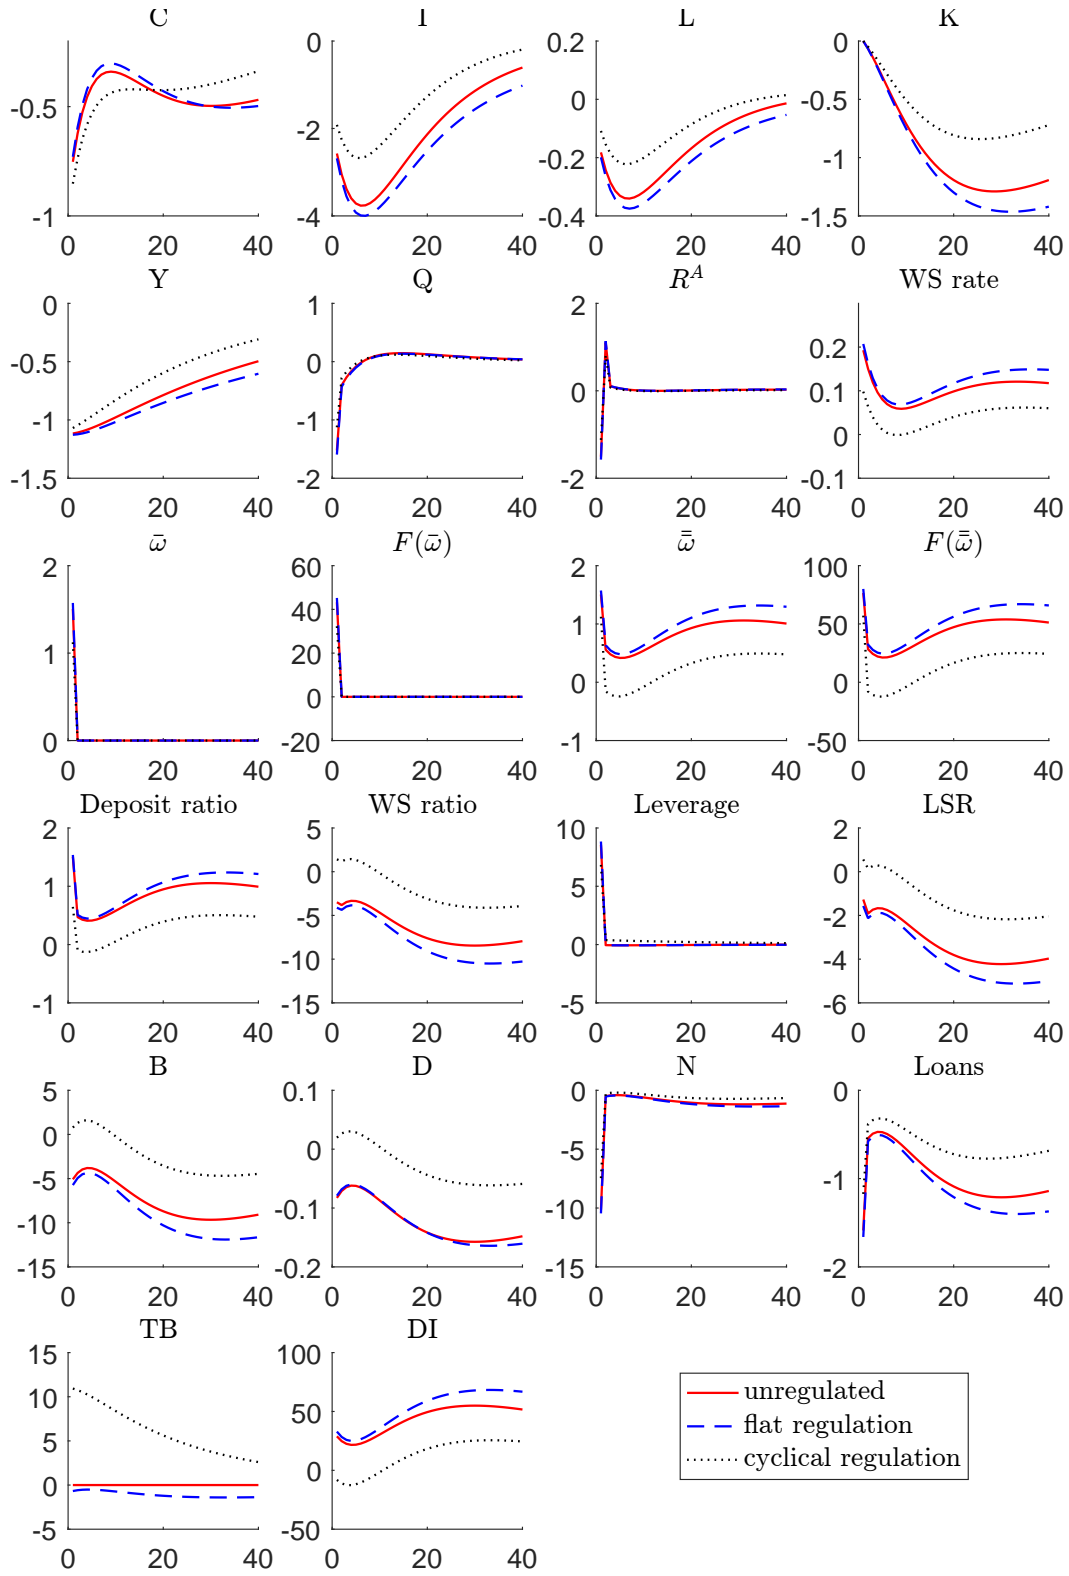 C I L K
-0.5 0 0.2 0
-2 0 -0.5
-0.2 -1
-1 -4 -0.4 -1.5
0 20 40 0 20 40 0 20 40 0 20 40
Y Q R^A WS rate
0 1 2
-0.5 0 0 0.2
-1 0.1
0
-1.5 -2 -2 -0.1
0 20 40 0 20 40 0 20 40 0 20 40
ω̄ F(ω̄) ω̿ F(ω̿)
2 60 2 100
1 40 1 50
20
0 0 0
0 -20 -1 -50
0 20 40 0 20 40 0 20 40 0 20 40
Deposit ratio WS ratio Leverage LSR
2 5 10 2
1 0 5 0
-5 -2
0 -10 0 -4
-1 -15 -5 -6
0 20 40 0 20 40 0 20 40 0 20 40
B D N Loans
5 0.1 0 0
0 0 -5
-5 -1
-10 -0.1 -10
-15 -0.2 -15 -2
0 20 40 0 20 40 0 20 40 0 20 40
TB DI
15 100
10 50
5
0 0
-5 -50
0 20 40 0 20 40
unregulated
flat regulation
cyclical regulation